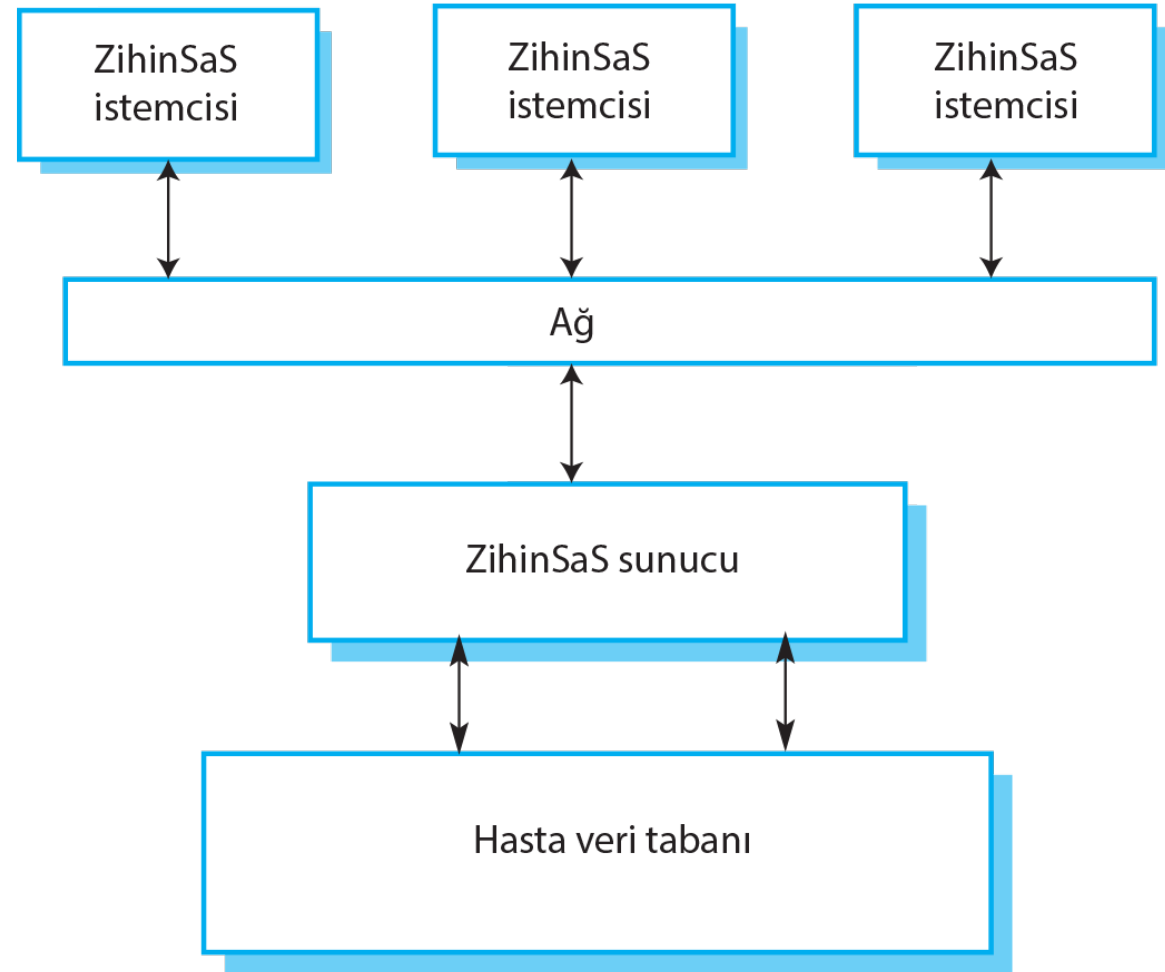 ZihinSaS
istemcisi
ZihinSaS
istemcisi
ZihinSaS
istemcisi
Ağ
ZihinSaS sunucu
Hasta veri tabanı